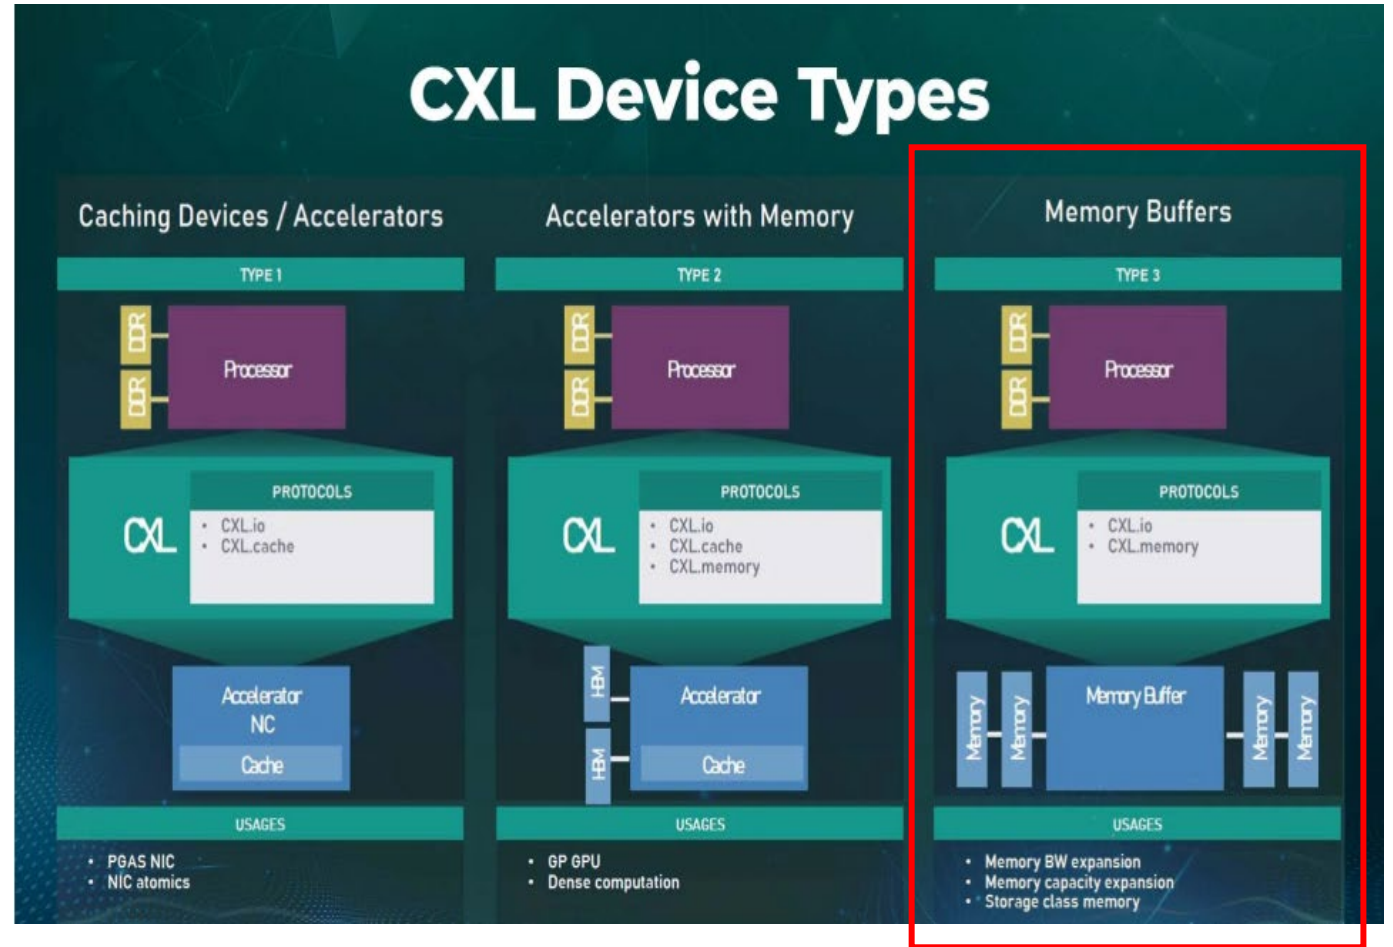 CXL Device Types
Caching Devices / Accelerators
TYPE 1
DDR
DDR
Processor
CXL
PROTOCOLS
• CXL.io
• CXL.cache
Accelerator
NC
Cache
USAGES
• PGAS NIC
• NIC atomics
Accelerators with Memory
TYPE 2
DDR
DDR
Processor
CXL
PROTOCOLS
• CXL.io
• CXL.cache
• CXL.memory
HBM
HBM
Accelerator
Cache
USAGES
• GP GPU
• Dense computation
Memory Buffers
TYPE 3
DDR
DDR
Processor
CXL
PROTOCOLS
• CXL.io
• CXL.memory
Memory
Memory
Memory Buffer
Memory
Memory
USAGES
• Memory BW expansion
• Memory capacity expansion
• Storage class memory